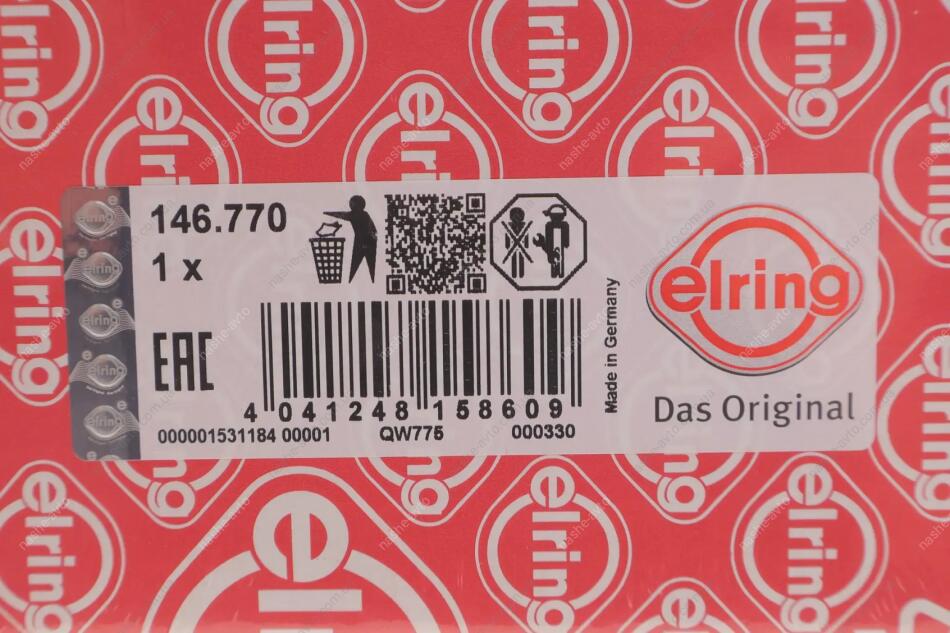 146.770
1 x
EAC
4 041248 158609
000001531184 00001 QW775 000330
Made in Germany
elring
Das Original